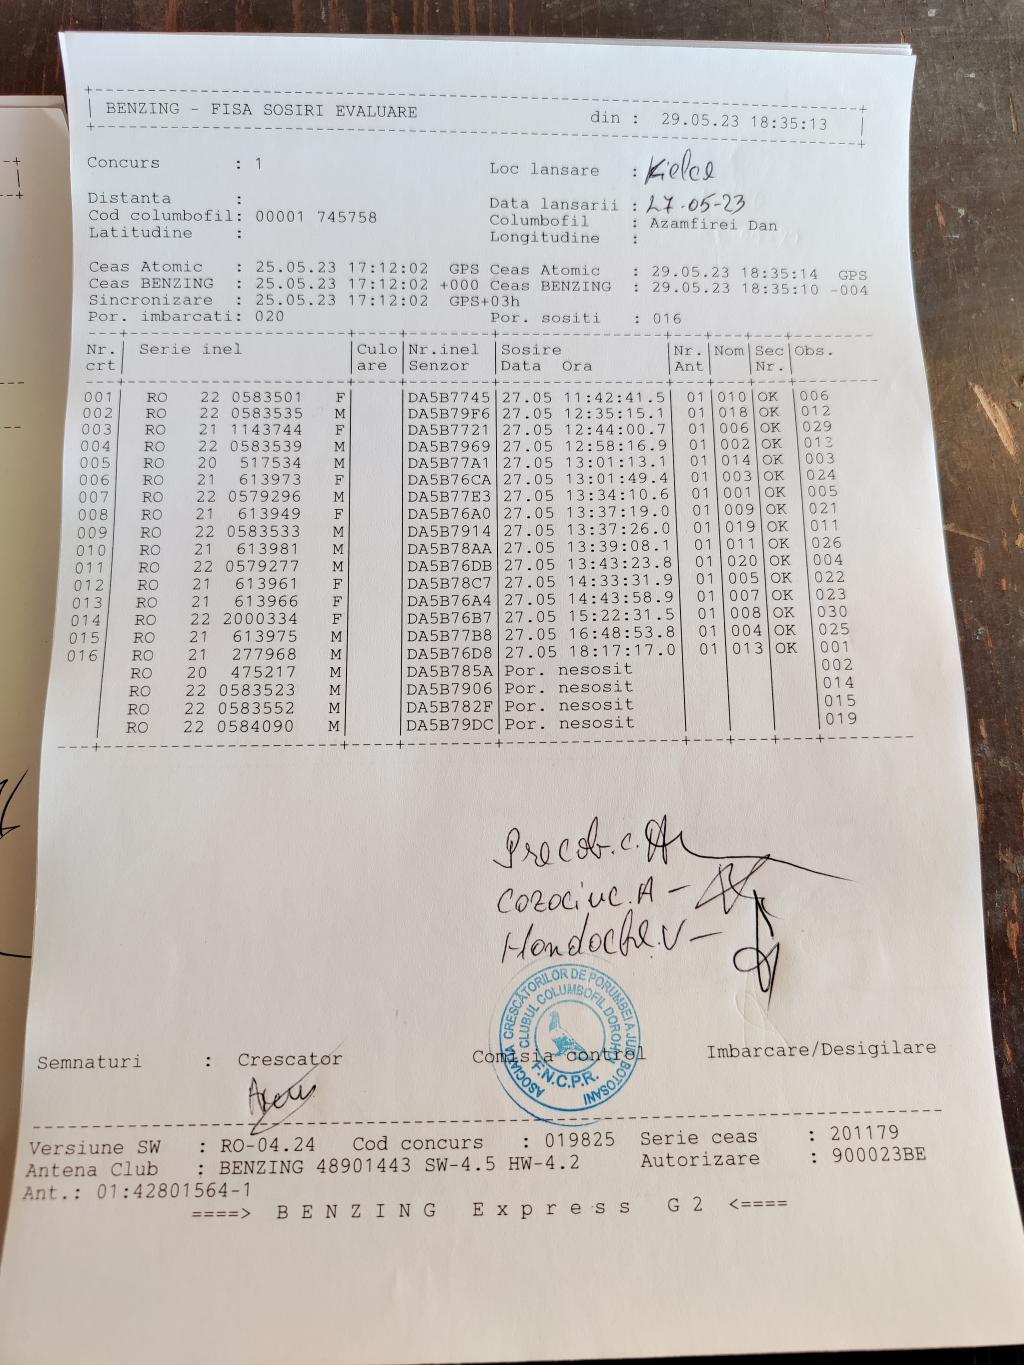 BENZING - FISA SOSIRI EVALUARE din : 29.05.23 18:35:13
Concurs : 1 Loc lansare : Kielce
Distanta : Data lansarii : 27.05-23
Cod columbofil: 00001 745758 Columbofil : Azamfirei Dan
Latitudine : Longitudine :
Ceas Atomic : 25.05.23 17:12:02 GPS Ceas Atomic : 29.05.23 18:35:14 GPS
Ceas BENZING : 25.05.23 17:12:02 +000 Ceas BENZING : 29.05.23 18:35:10 -004
Sincronizare : 25.05.23 17:12:02 GPS+03h
Por. imbarcati: 020 Por. sositi : 016
Nr. Serie inel Culo Nr.inel Sosire Nr. Nom Sec Obs.
crt are Senzor Data Ora Ant Nr.
001 RO 22 0583501 F DA5B7745 27.05 11:42:41.5 01 010 OK 006
002 RO 22 0583535 M DA5B79F6 27.05 12:35:15.1 01 018 OK 012
003 RO 21 1143744 F DA5B7721 27.05 12:44:00.7 01 006 OK 029
004 RO 22 0583539 M DA5B7969 27.05 12:58:16.9 01 002 OK 013
005 RO 20 517534 M DA5B77A1 27.05 13:01:13.1 01 014 OK 003
006 RO 21 613973 F DA5B76CA 27.05 13:01:49.4 01 003 OK 024
007 RO 22 0579296 M DA5B77E3 27.05 13:34:10.6 01 001 OK 005
008 RO 21 613949 F DA5B76A0 27.05 13:37:19.0 01 009 OK 021
009 RO 22 0583533 M DA5B7914 27.05 13:37:26.0 01 019 OK 011
010 RO 21 613981 M DA5B78AA 27.05 13:39:08.1 01 011 OK 026
011 RO 22 0579277 M DA5B76DB 27.05 13:43:23.8 01 020 OK 004
012 RO 21 613961 F DA5B78C7 27.05 14:33:31.9 01 005 OK 022
013 RO 21 613966 F DA5B76A4 27.05 14:43:58.9 01 007 OK 023
014 RO 22 2000334 F DA5B76B7 27.05 15:22:31.5 01 008 OK 030
015 RO 21 613975 M DA5B77B8 27.05 16:48:53.8 01 004 OK 025
016 RO 21 277968 M DA5B76D8 27.05 18:17:17.0 01 013 OK 001
RO 20 475217 M DA5B785A Por. nesosit 002
RO 22 0583523 M DA5B7906 Por. nesosit 014
RO 22 0583552 M DA5B782F Por. nesosit 015
RO 22 0584090 M DA5B79DC Por. nesosit 019
Precob.c.
Cozociuc.A -
V -
ASOCIAȚIA CRESCĂTORILOR DE PORUMBEI A JUD. BOTOȘANI
CLUBUL COLUMBOFIL DOROHOI
F.N.C.P.R.
Semnaturi : Crescator Comisia control Imbarcare/Desigilare
Versiune SW : RO-04.24 Cod concurs : 019825 Serie ceas : 201179
Antena Club : BENZING 48901443 SW-4.5 HW-4.2 Autorizare : 900023BE
Ant.: 01:42801564-1
====> B E N Z I N G E x p r e s s G 2 <====